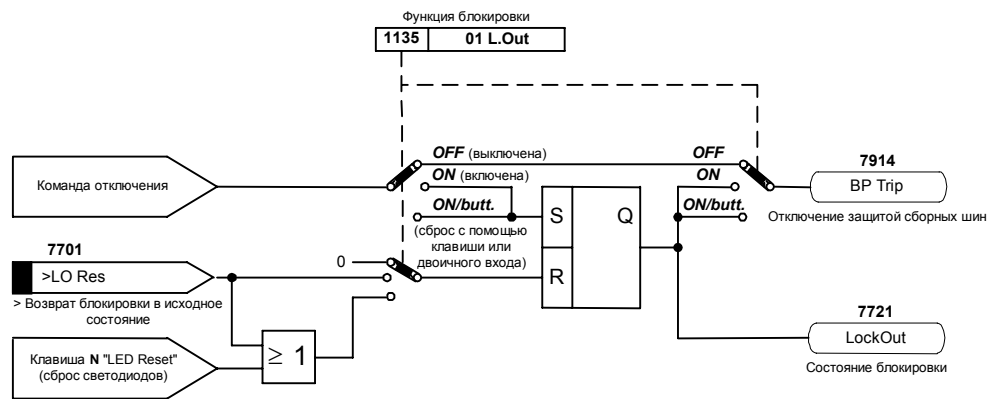 Функция блокировки
1135 01 L.Out
OFF (выключена) OFF
7914
Команда отключения
ON (включена) ON
BP Trip
ON/butt. ON/butt.
S Q
Отключение защитой сборных шин
(сброс с помощью
клавиши или
двоичного входа)
7701
0
>LO Res
R
> Возврат блокировки в исходное
состояние
7721
LockOut
Клавиша N "LED Reset"
(сброс светодиодов)
≥ 1
Состояние блокировки